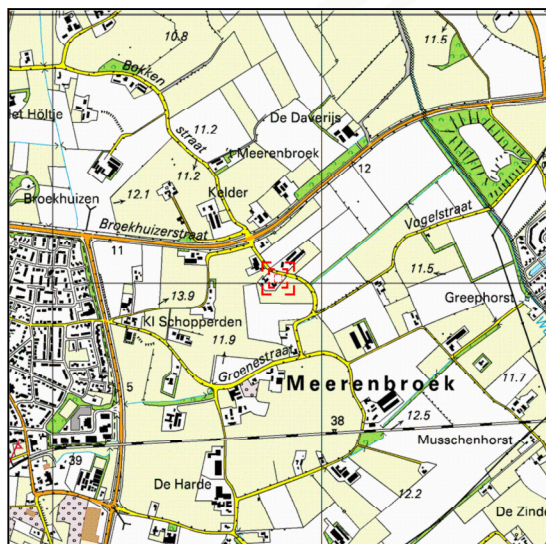 10.8
11.5
Bokken
straat
et Höltje
De Daverijs
11.2
't Meerenbroek
12
11.2
12.1
Kelder
Broekhuizen
Vogelstraat
Broekhuizerstraat
11
11.5
13.9
Greephorst
Kl Schopperden
11.9
Groenestraat
5
Meerenbroek
11.7
12.5
38
Musschenhorst
39
De Harde
12.2
De Zinde